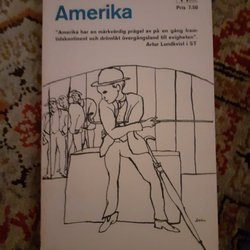 Amerika
Pris 7:50
"Amerika har en märkvärdig prägel av på en gång fram-
tidskontinent och drömlikt övergångsland till evigheten".
Artur Lundkvist i ST